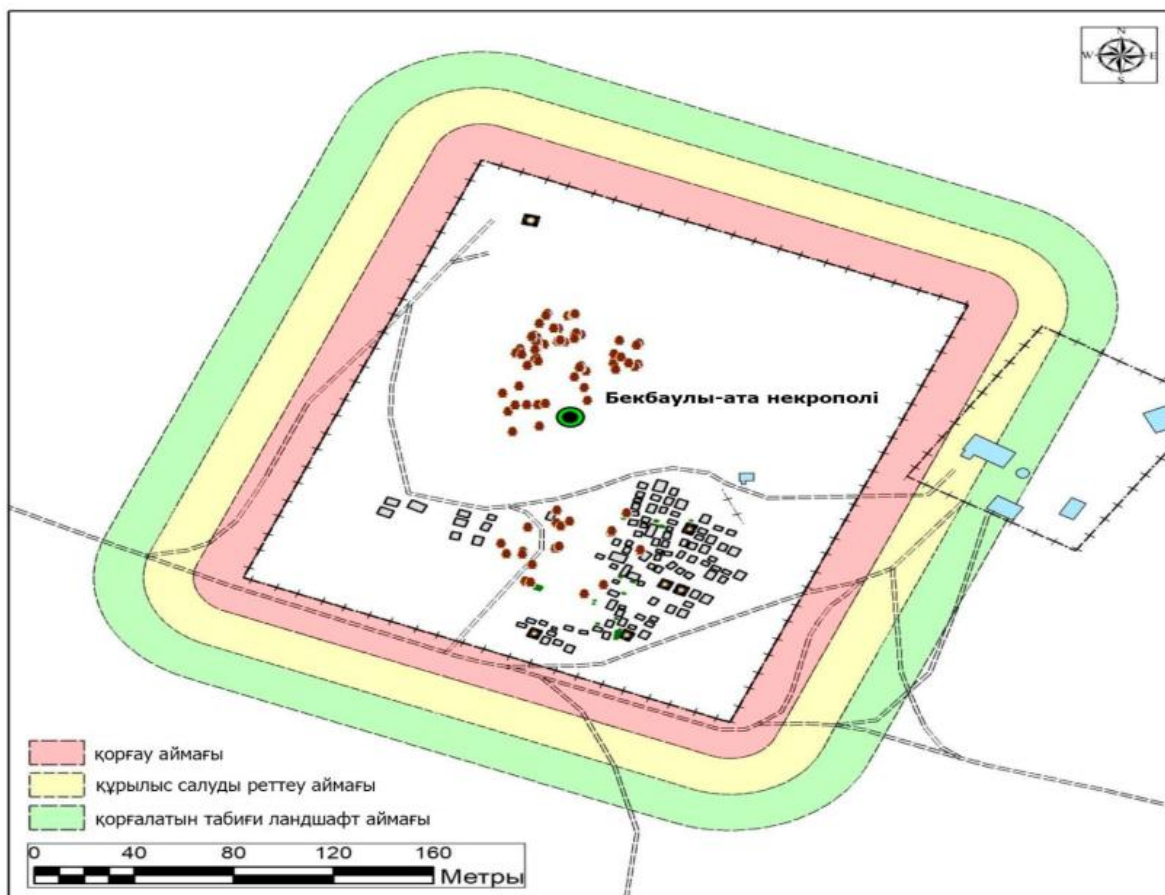 N
W E
S
Бекбаулы-ата некрополі
қорғау аймағы
құрылыс салуды реттеу аймағы
қорғалатын табиғи ландшафт аймағы
0 40 80 120 160
Метры